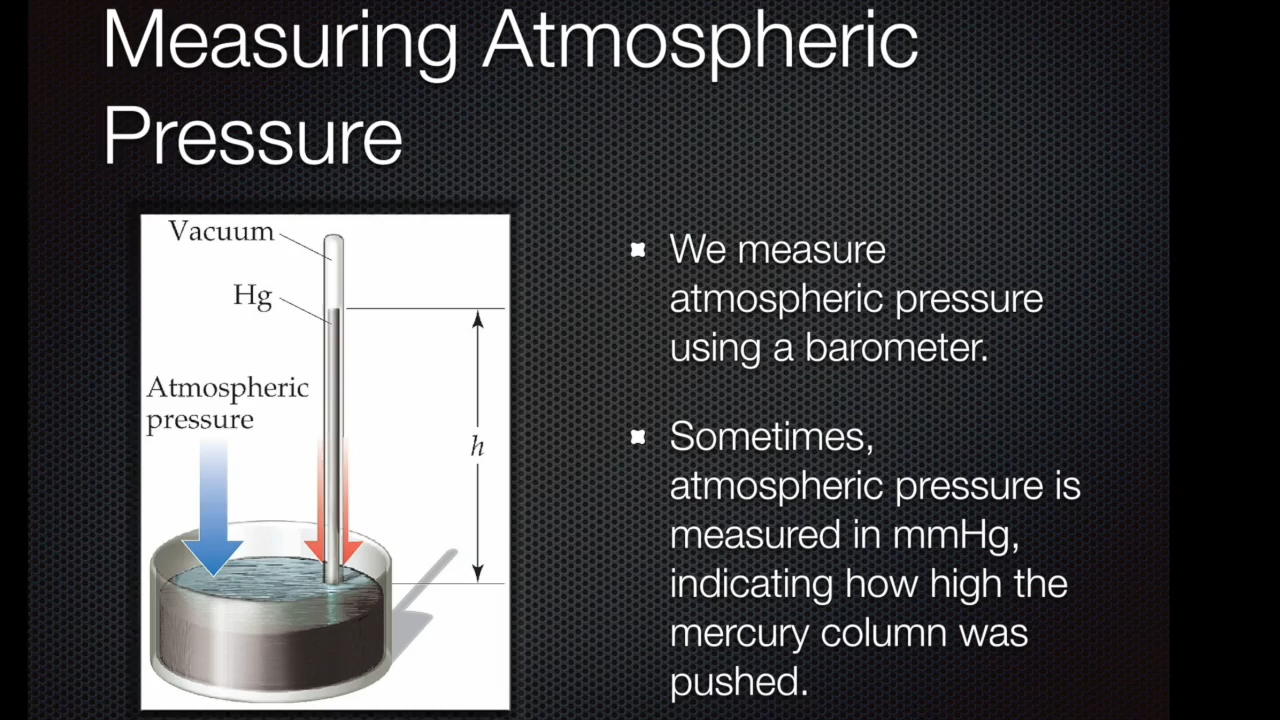 Measuring Atmospheric
Pressure
Vacuum
Hg
Atmospheric
pressure
h
We measure
atmospheric pressure
using a barometer.
Sometimes,
atmospheric pressure is
measured in mmHg,
indicating how high the
mercury column was
pushed.